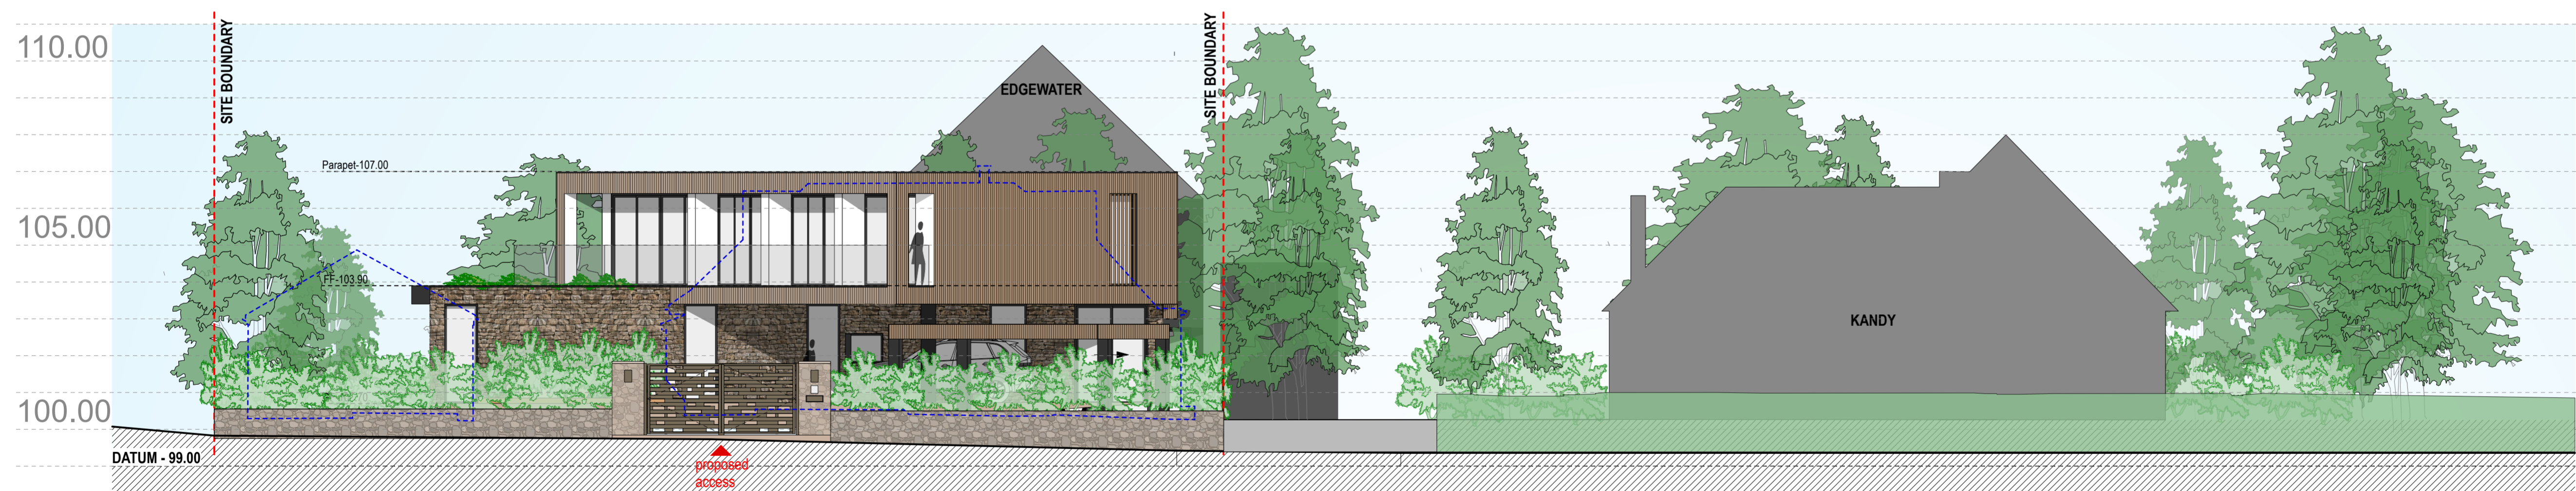 110.00
105.00
100.00
SITE BOUNDARY
SITE BOUNDARY
EDGEWATER
Parapet-107.00
FF-103.90
KANDY
DATUM - 99.00
proposed
access